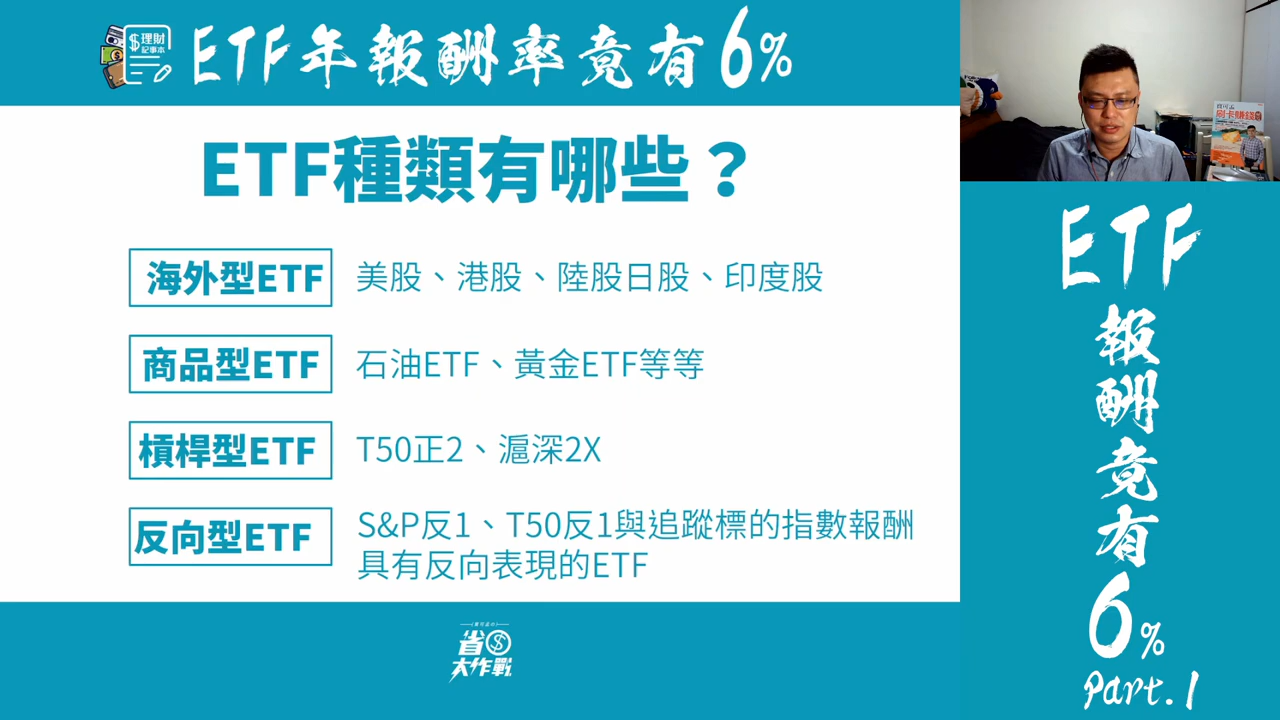 $理財
記事本
ETF年報酬率竟有6%
ETF種類有哪些？
海外型ETF
美股、港股、陸股日股、印度股
商品型ETF
石油ETF、黃金ETF等等
槓桿型ETF
T50正2、滬深2X
反向型ETF
S&P反1、T50反1與追蹤標的指數報酬
具有反向表現的ETF
省$
大作戰
寶可孟
刷卡賺錢
ETF
報
酬
竟
有
6%
Part.1